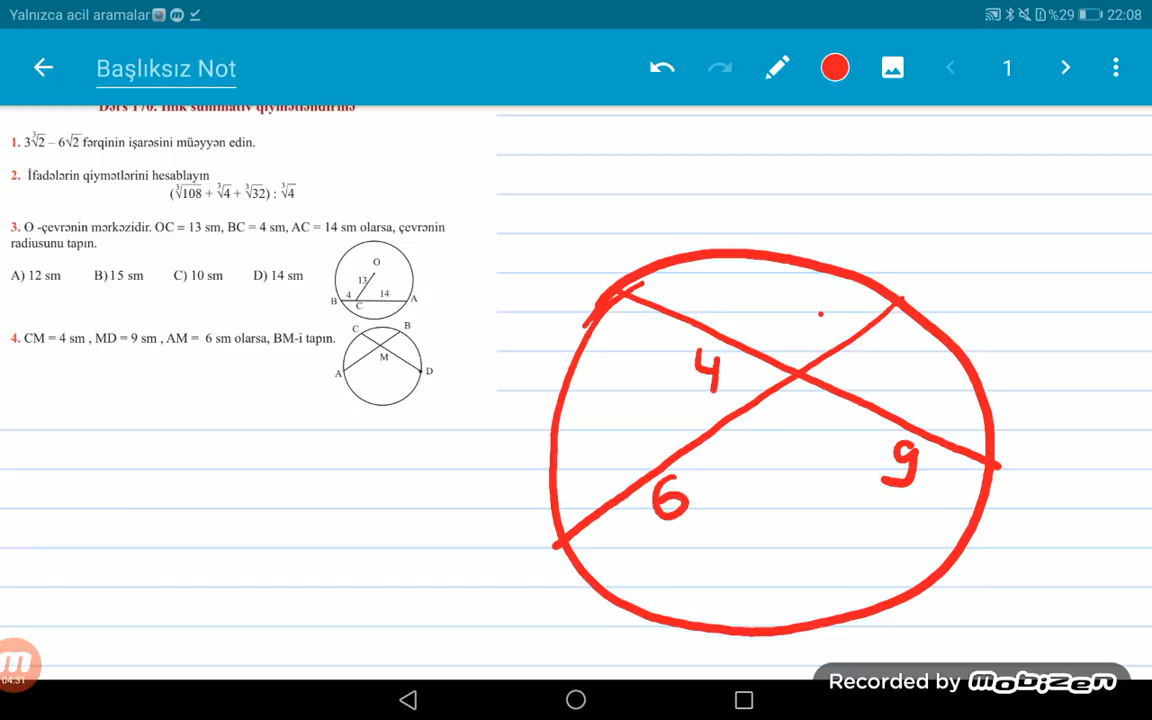 Yalnızca acil aramalar
%29 22:08
Başlıksız Not
1
Dərs 170. İlk summativ qiymətləndirmə
1. 3∛2 – 6√2 fərqinin işarəsini müəyyən edin.
2. İfadələrin qiymətlərini hesablayın
(∛108 + ∛4 + ∛32) : ∛4
3. O -çevrənin mərkəzidir. OC = 13 sm, BC = 4 sm, AC = 14 sm olarsa, çevrənin
radiusunu tapın.
A) 12 sm B) 15 sm C) 10 sm D) 14 sm
O
13
4 14
B C A
4. CM = 4 sm , MD = 9 sm , AM = 6 sm olarsa, BM-i tapın.
C B
M
A D
4
9
6
m
04:31
Recorded by mobizen